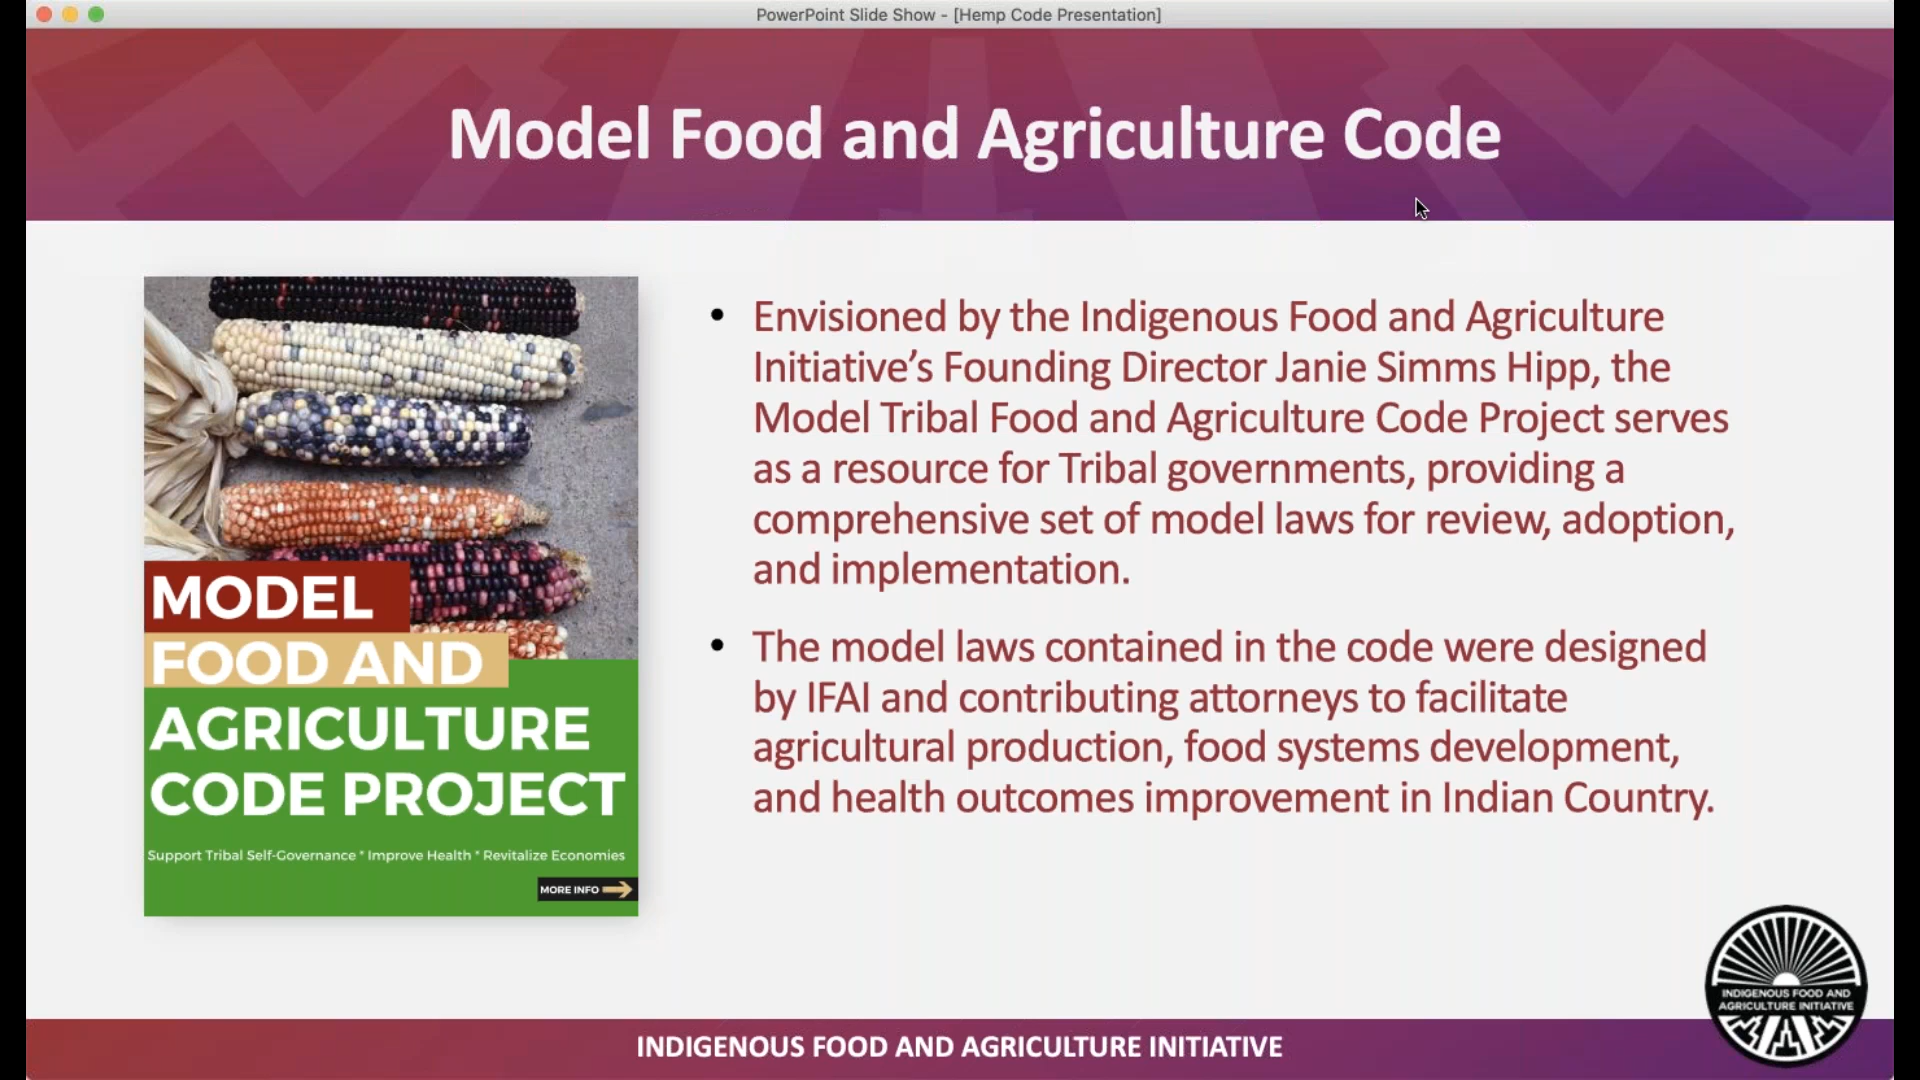 PowerPoint Slide Show - [Hemp Code Presentation]
Model Food and Agriculture Code
MODEL
FOOD AND
AGRICULTURE
CODE PROJECT
Support Tribal Self-Governance * Improve Health * Revitalize Economies
MORE INFO
• Envisioned by the Indigenous Food and Agriculture
Initiative’s Founding Director Janie Simms Hipp, the
Model Tribal Food and Agriculture Code Project serves
as a resource for Tribal governments, providing a
comprehensive set of model laws for review, adoption,
and implementation.
• The model laws contained in the code were designed
by IFAI and contributing attorneys to facilitate
agricultural production, food systems development,
and health outcomes improvement in Indian Country.
INDIGENOUS FOOD AND
AGRICULTURE INITIATIVE
INDIGENOUS FOOD AND AGRICULTURE INITIATIVE